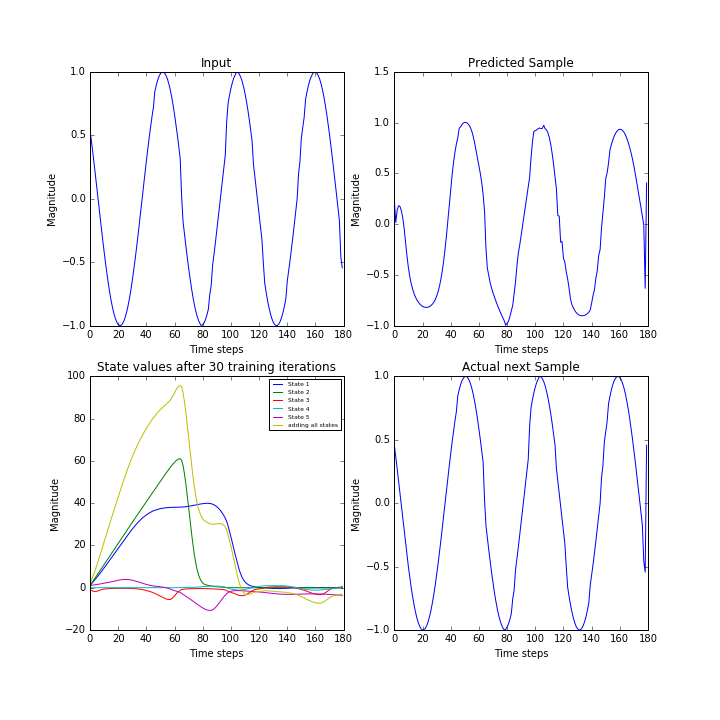 Input
Magnitude
1.0
0.5
0.0
−0.5
−1.0
0 20 40 60 80 100 120 140 160 180
Time steps
Predicted Sample
Magnitude
1.5
1.0
0.5
0.0
−0.5
−1.0
0 20 40 60 80 100 120 140 160 180
Time steps
State values after 30 training iterations
Magnitude
100
80
60
40
20
0
−20
State 1
State 2
State 3
State 4
State 5
adding all states
0 20 40 60 80 100 120 140 160 180
Time steps
Actual next Sample
Magnitude
1.0
0.5
0.0
−0.5
−1.0
0 20 40 60 80 100 120 140 160 180
Time steps